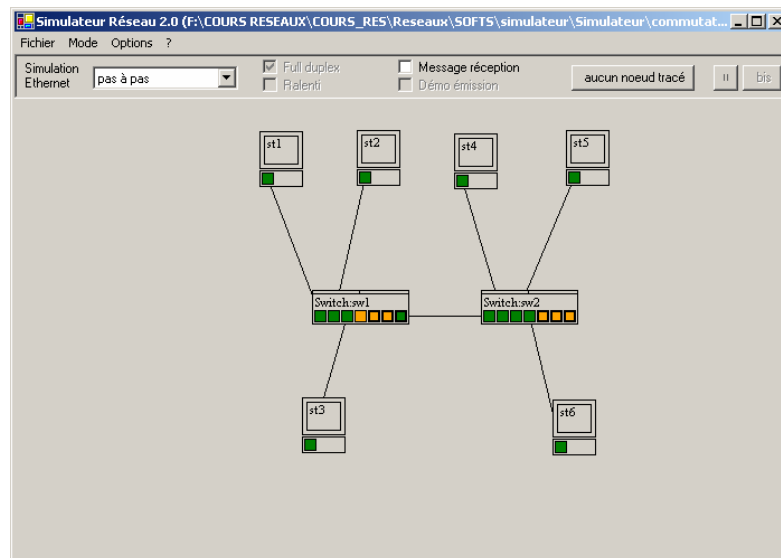 Simulateur Réseau 2.0 (F:\COURS RESEAUX\COURS_RES\Reseaux\SOFTS\simulateur\Simulateur\commutat...
Fichier Mode Options ?
Simulation Ethernet
pas à pas
Full duplex
Ralenti
Message réception
Démo émission
aucun noeud tracé
bis
st1
st2
st4
st5
Switch:sw1
Switch:sw2
st3
st6